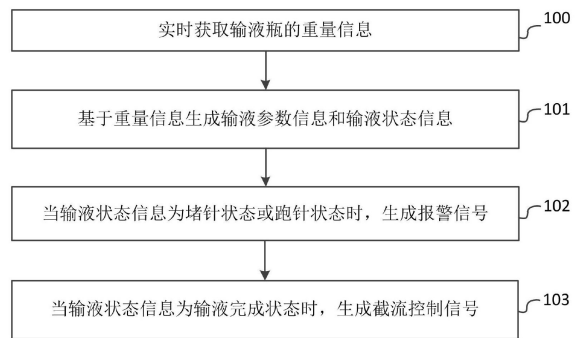 实时获取输液瓶的重量信息
100
基于重量信息生成输液参数信息和输液状态信息
101
当输液状态信息为堵针状态或跑针状态时，生成报警信号
102
当输液状态信息为输液完成状态时，生成截流控制信号
103